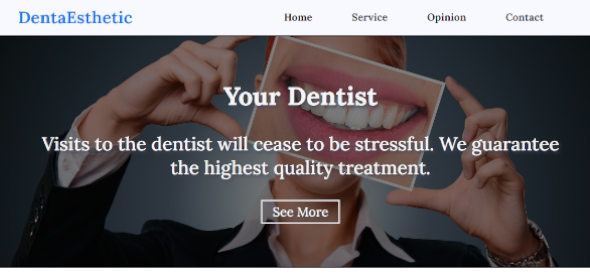 DentaEsthetic
Home Service Opinion Contact
Your Dentist
Visits to the dentist will cease to be stressful. We guarantee
the highest quality treatment.
See More